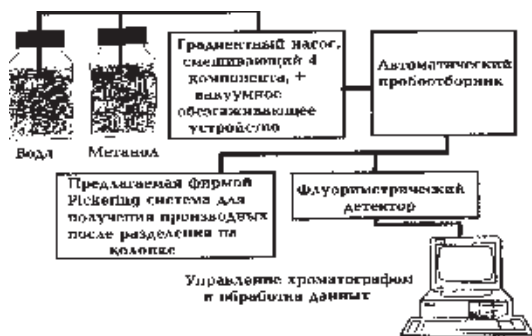 Градиентный насос,
смешивающий 4
компонента, +
вакуумное
обезгаживающее
устройство
Автоматический
пробоотборник
Вода
Метанол
Предлагаемая фирмой
Pickering система для
получения производных
после разделения на
колонке
Флуориметрический
детектор
Управление хроматографом
и обработка данных